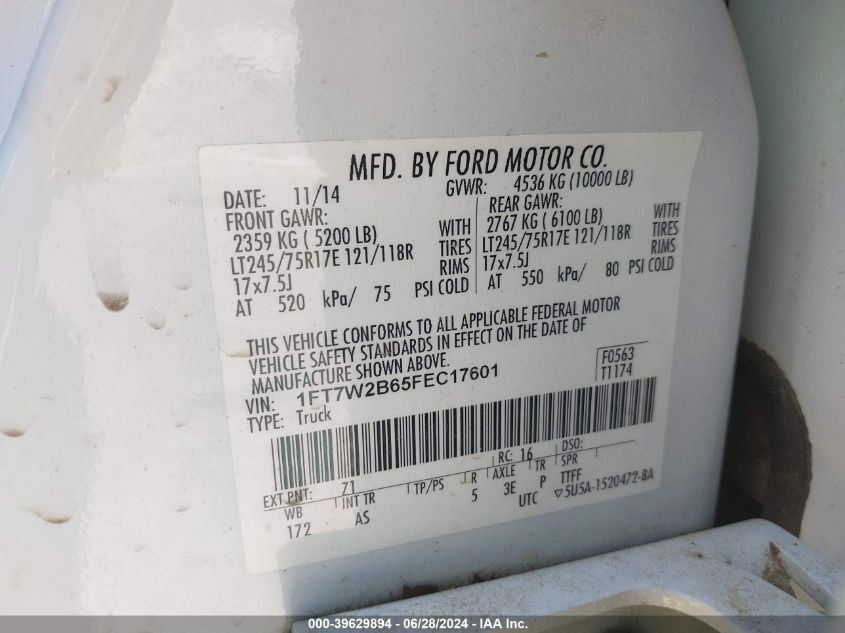 MFD. BY FORD MOTOR CO.
DATE: 11/14 GVWR: 4536 KG (10000 LB)
FRONT GAWR: REAR GAWR:
2359 KG ( 5200 LB) WITH 2767 KG ( 6100 LB) WITH
LT245/75R17E 121/118R TIRES LT245/75R17E 121/118R TIRES
17x7.5J RIMS 17x7.5J RIMS
AT 520 kPa/ 75 PSI COLD AT 550 kPa/ 80 PSI COLD
THIS VEHICLE CONFORMS TO ALL APPLICABLE FEDERAL MOTOR
VEHICLE SAFETY STANDARDS IN EFFECT ON THE DATE OF
MANUFACTURE SHOWN ABOVE.
VIN: 1FT7W2B65FEC17601 F0563
TYPE: Truck T1174
EXT PNT: 71 RC: 16 DSO:
WB INT TR TP/PS R AXLE TR SPR
172 AS 5 3E P TTFF
UTC ▽5U5A-1520472-BA
000-39629894 / 06/28/2024 - IAA Inc.